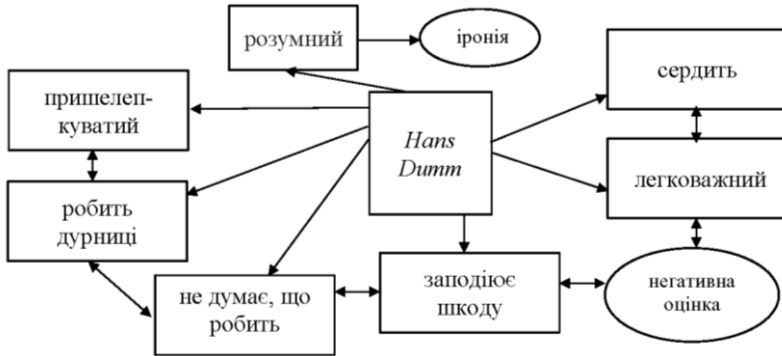 розумний
іронія
сердить
пришелеп-
куватий
Hans
Dumm
легковажний
робить
дурниці
не думає, що
робить
заподіює
шкоду
негативна
оцінка